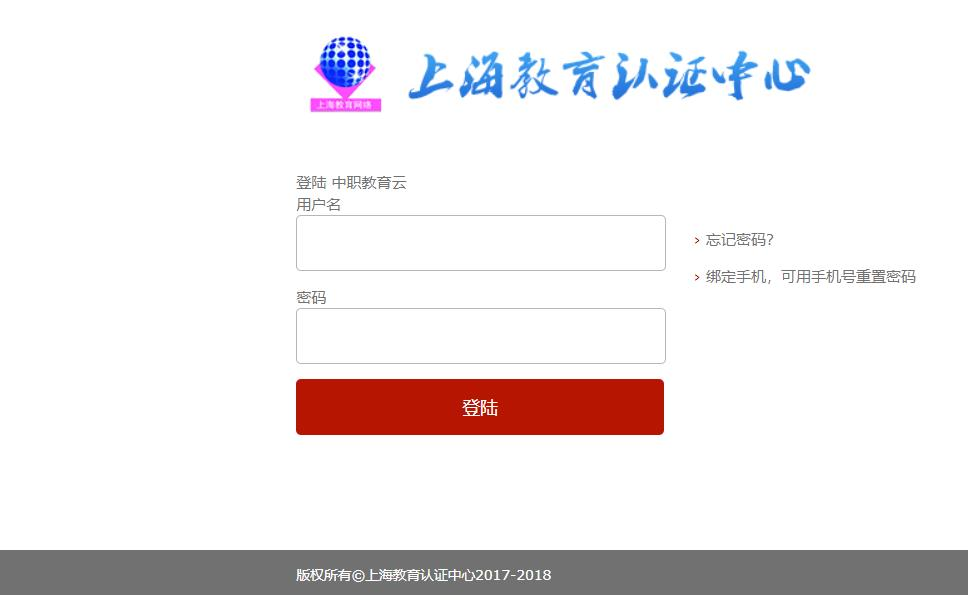 上海教育网络
上海教育认证中心
登陆 中职教育云
用户名
忘记密码?
绑定手机，可用手机号重置密码
密码
登陆
版权所有©上海教育认证中心2017-2018